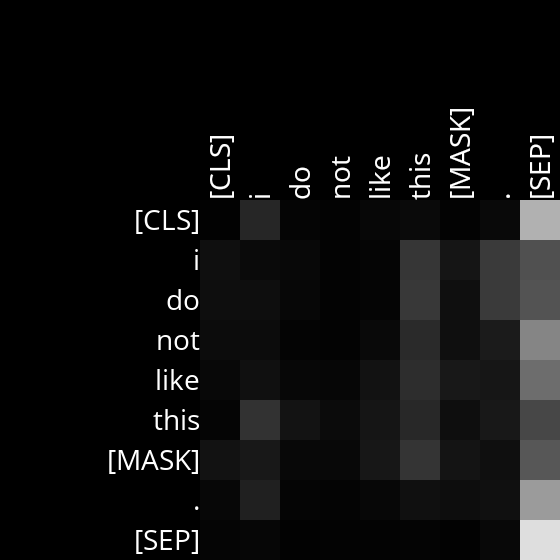 [CLS] i do not like this [MASK] . [SEP]
[CLS]
i
do
not
like
this
[MASK]
.
[SEP]